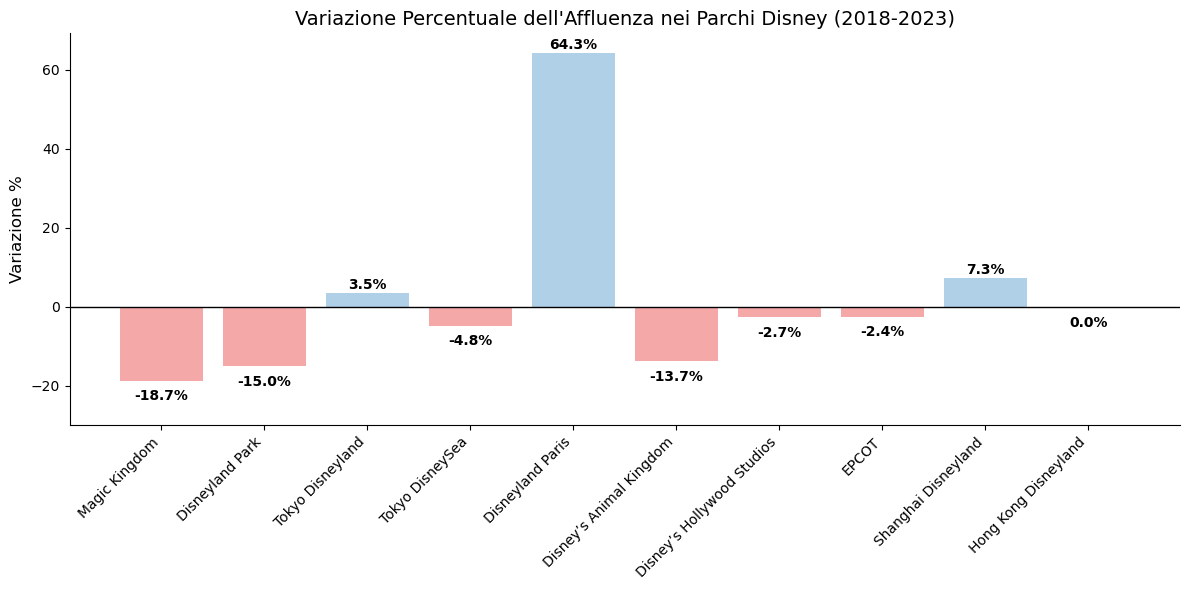 Variazione Percentuale dell'Affluenza nei Parchi Disney (2018-2023)
Variazione %
60
40
20
0
−20
-18.7%
-15.0%
3.5%
-4.8%
64.3%
-13.7%
-2.7%
-2.4%
7.3%
0.0%
Magic Kingdom
Disneyland Park
Tokyo Disneyland
Tokyo DisneySea
Disneyland Paris
Disney’s Animal Kingdom
Disney’s Hollywood Studios
EPCOT
Shanghai Disneyland
Hong Kong Disneyland